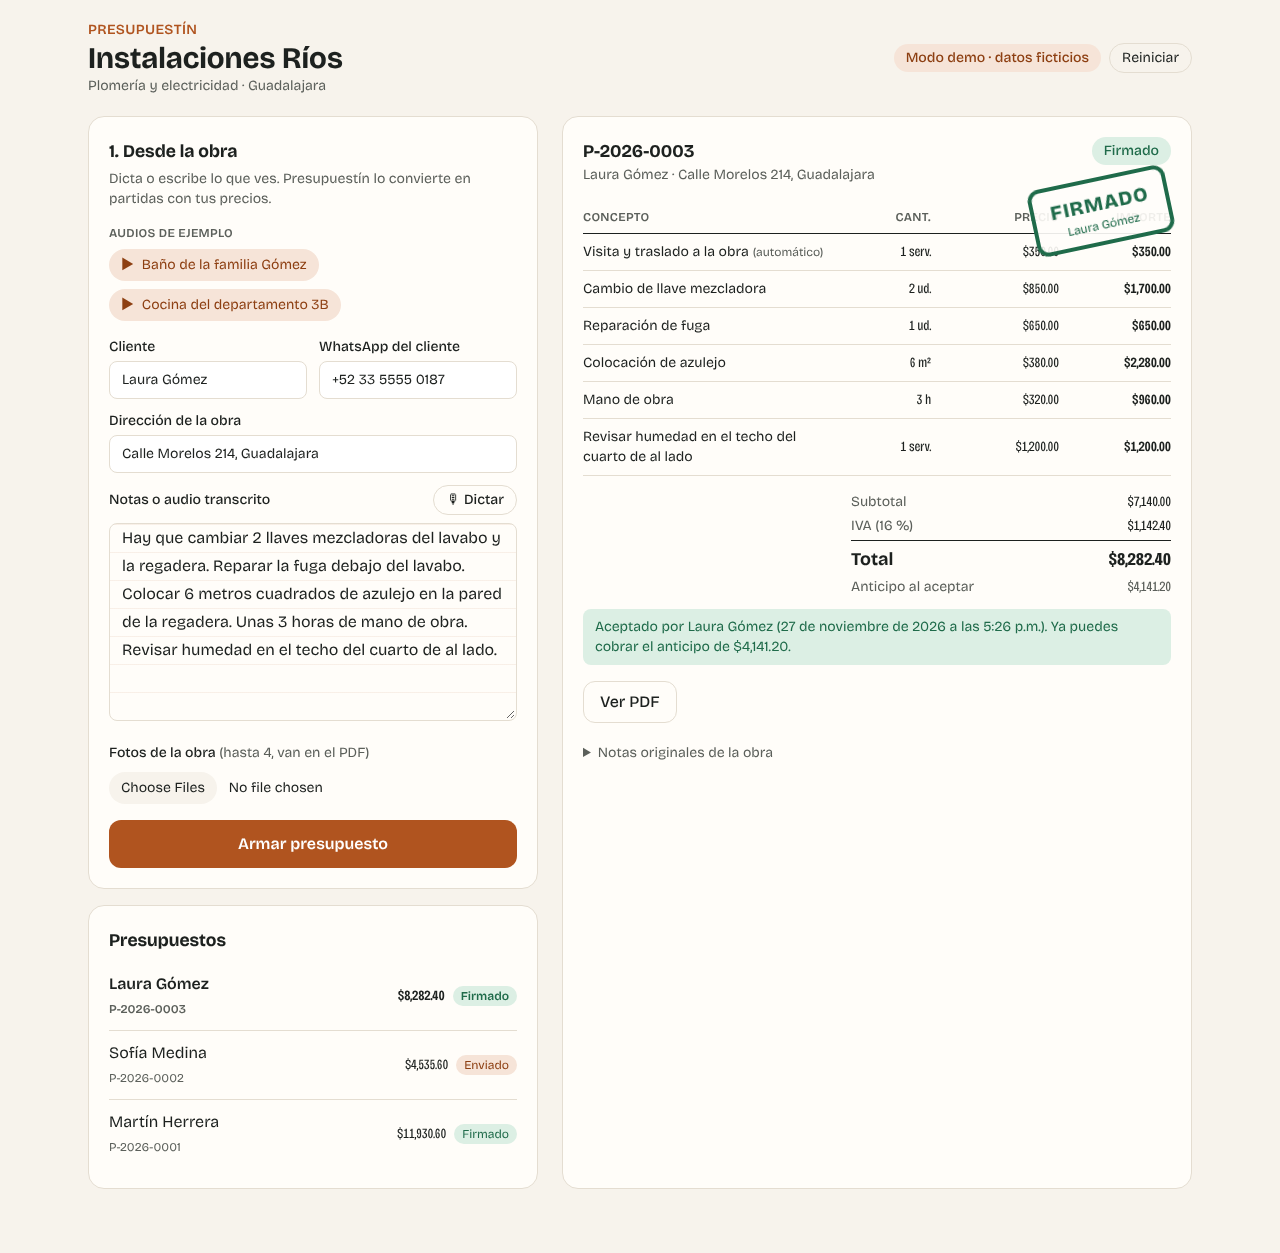 PRESUPUESTÍN
Instalaciones Ríos
Plomería y electricidad · Guadalajara
Modo demo · datos ficticios
Reiniciar
1. Desde la obra
Dicta o escribe lo que ves. Presupuestín lo convierte en
partidas con tus precios.
AUDIOS DE EJEMPLO
▶ Baño de la familia Gómez
▶ Cocina del departamento 3B
Cliente
WhatsApp del cliente
Laura Gómez
+52 33 5555 0187
Dirección de la obra
Calle Morelos 214, Guadalajara
Notas o audio transcrito
Dictar
Hay que cambiar 2 llaves mezcladoras del lavabo y
la regadera. Reparar la fuga debajo del lavabo.
Colocar 6 metros cuadrados de azulejo en la pared
de la regadera. Unas 3 horas de mano de obra.
Revisar humedad en el techo del cuarto de al lado.
Fotos de la obra (hasta 4, van en el PDF)
Choose Files No file chosen
Armar presupuesto
Presupuestos
Laura Gómez
P-2026-0003
$8,282.40 Firmado
Sofía Medina
P-2026-0002
$4,535.60 Enviado
Martín Herrera
P-2026-0001
$11,930.60 Firmado
P-2026-0003
Firmado
Laura Gómez · Calle Morelos 214, Guadalajara
FIRMADO
Laura Gómez
CONCEPTO CANT.
Visita y traslado a la obra (automático) 1 serv. $350.00
Cambio de llave mezcladora 2 ud. $850.00 $1,700.00
Reparación de fuga 1 ud. $650.00 $650.00
Colocación de azulejo 6 m² $380.00 $2,280.00
Mano de obra 3 h $320.00 $960.00
Revisar humedad en el techo del
cuarto de al lado 1 serv. $1,200.00 $1,200.00
Subtotal $7,140.00
IVA (16 %) $1,142.40
Total $8,282.40
Anticipo al aceptar $4,141.20
Aceptado por Laura Gómez (27 de noviembre de 2026 a las 5:26 p.m.). Ya puedes
cobrar el anticipo de $4,141.20.
Ver PDF
▶ Notas originales de la obra